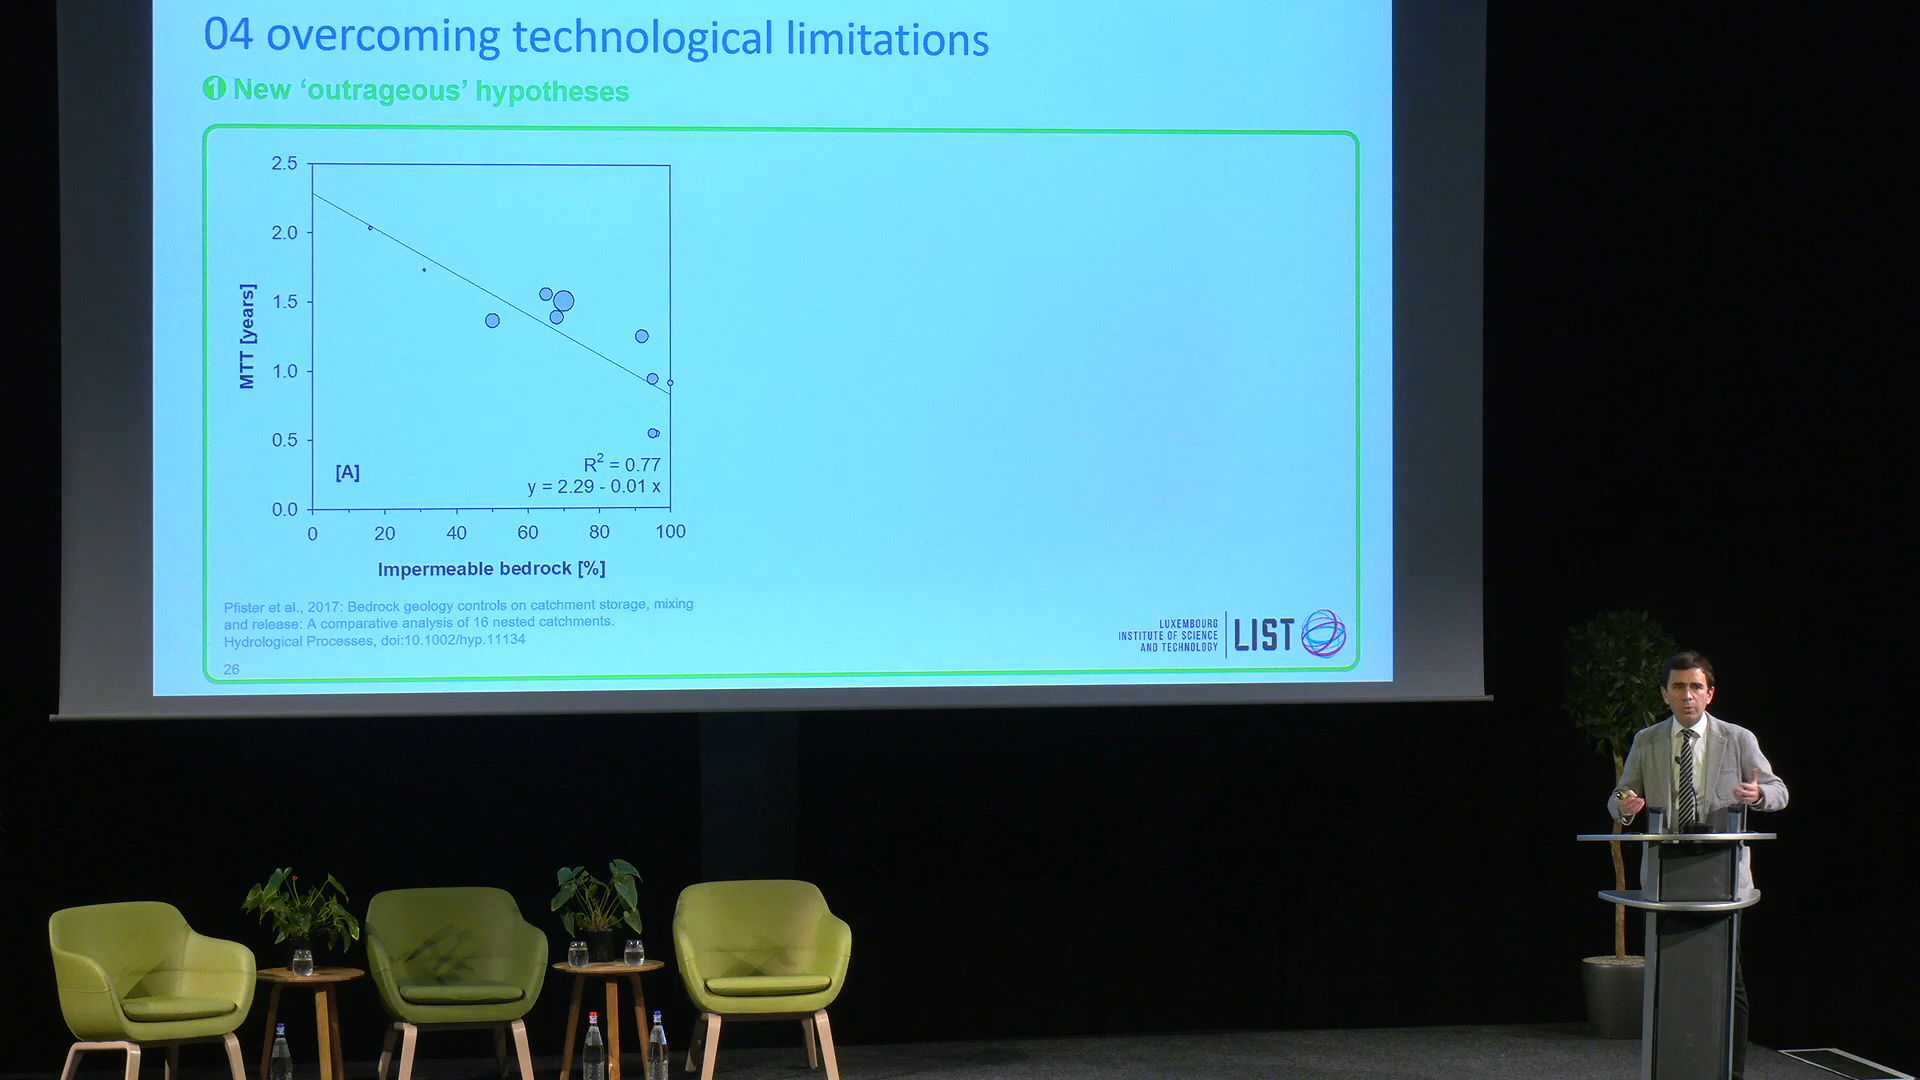 04 overcoming technological limitations
1 New ‘outrageous’ hypotheses
2.5
2.0
1.5
1.0
0.5
0.0
MTT [years]
[A]
R2 = 0.77
y = 2.29 - 0.01 x
0 20 40 60 80 100
Impermeable bedrock [%]
Pfister et al., 2017: Bedrock geology controls on catchment storage, mixing
and release: A comparative analysis of 16 nested catchments.
Hydrological Processes, doi:10.1002/hyp.11134
26
LUXEMBOURG
INSTITUTE OF SCIENCE
AND TECHNOLOGY
LIST